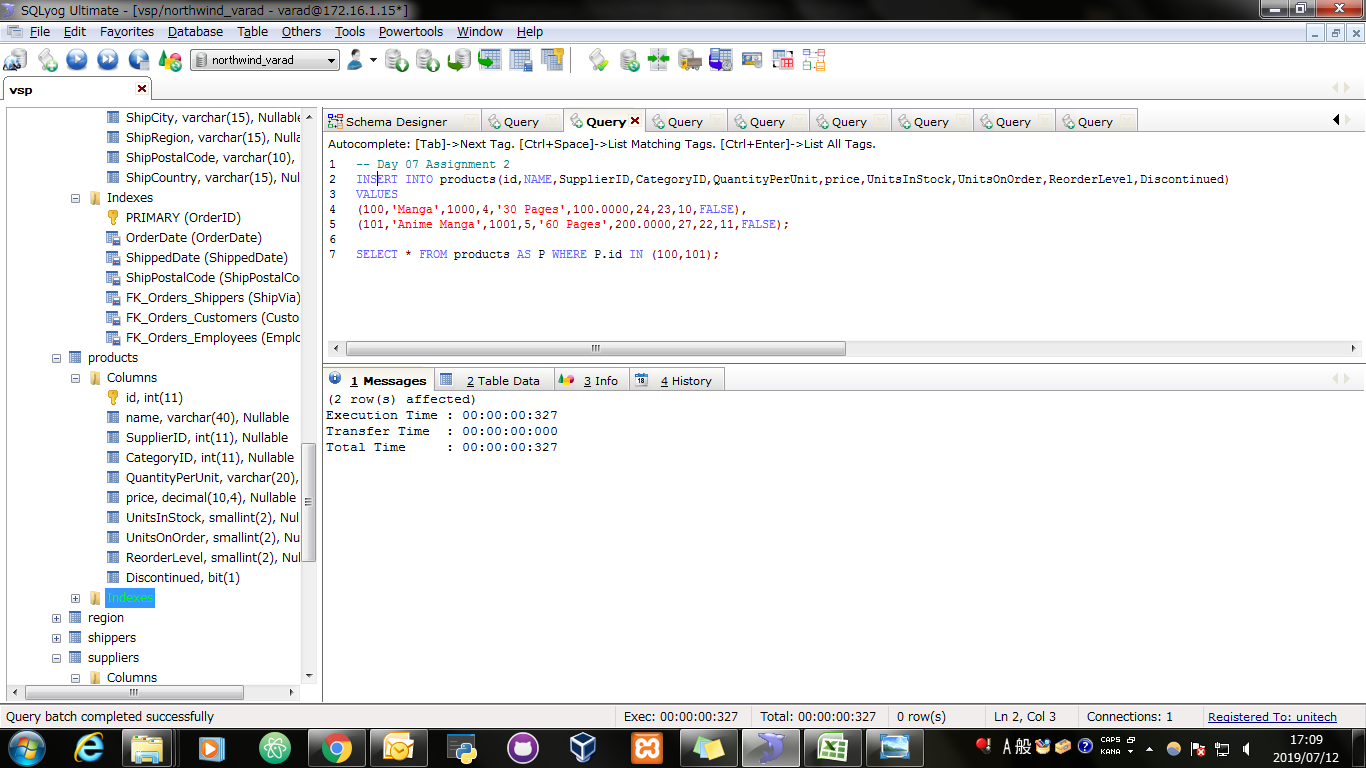 SQLyog Ultimate - [vsp/northwind_varad - varad@172.16.1.15*]
File Edit Favorites Database Table Others Tools Powertools Window Help
northwind_varad
vsp
ShipCity, varchar(15), Nullable
ShipRegion, varchar(15), Nulla
ShipPostalCode, varchar(10),
ShipCountry, varchar(15), Nul
Indexes
PRIMARY (OrderID)
OrderDate (OrderDate)
ShippedDate (ShippedDate)
ShipPostalCode (ShipPostalCo
FK_Orders_Shippers (ShipVia)
FK_Orders_Customers (Custo
FK_Orders_Employees (Emplo
products
Columns
id, int(11)
name, varchar(40), Nullable
SupplierID, int(11), Nullable
CategoryID, int(11), Nullable
QuantityPerUnit, varchar(20),
price, decimal(10,4), Nullable
UnitsInStock, smallint(2), Nul
UnitsOnOrder, smallint(2), Nu
ReorderLevel, smallint(2), Nul
Discontinued, bit(1)
Indexes
region
shippers
suppliers
Columns
Schema Designer Query Query Query Query Query Query Query Query
Autocomplete: [Tab]->Next Tag. [Ctrl+Space]->List Matching Tags. [Ctrl+Enter]->List All Tags.
1 -- Day 07 Assignment 2
2 INSERT INTO products(id,NAME,SupplierID,CategoryID,QuantityPerUnit,price,UnitsInStock,UnitsOnOrder,ReorderLevel,Discontinued)
3 VALUES
4 (100,'Manga',1000,4,'30 Pages',100.0000,24,23,10,FALSE),
5 (101,'Anime Manga',1001,5,'60 Pages',200.0000,27,22,11,FALSE);
6
7 SELECT * FROM products AS P WHERE P.id IN (100,101);
1 Messages 2 Table Data 3 Info 4 History
(2 row(s) affected)
Execution Time : 00:00:00:327
Transfer Time : 00:00:00:000
Total Time : 00:00:00:327
Query batch completed successfully Exec: 00:00:00:327 Total: 00:00:00:327 0 row(s) Ln 2, Col 3 Connections: 1 Registered To: unitech
A 般 CAPS KANA 17:09
2019/07/12